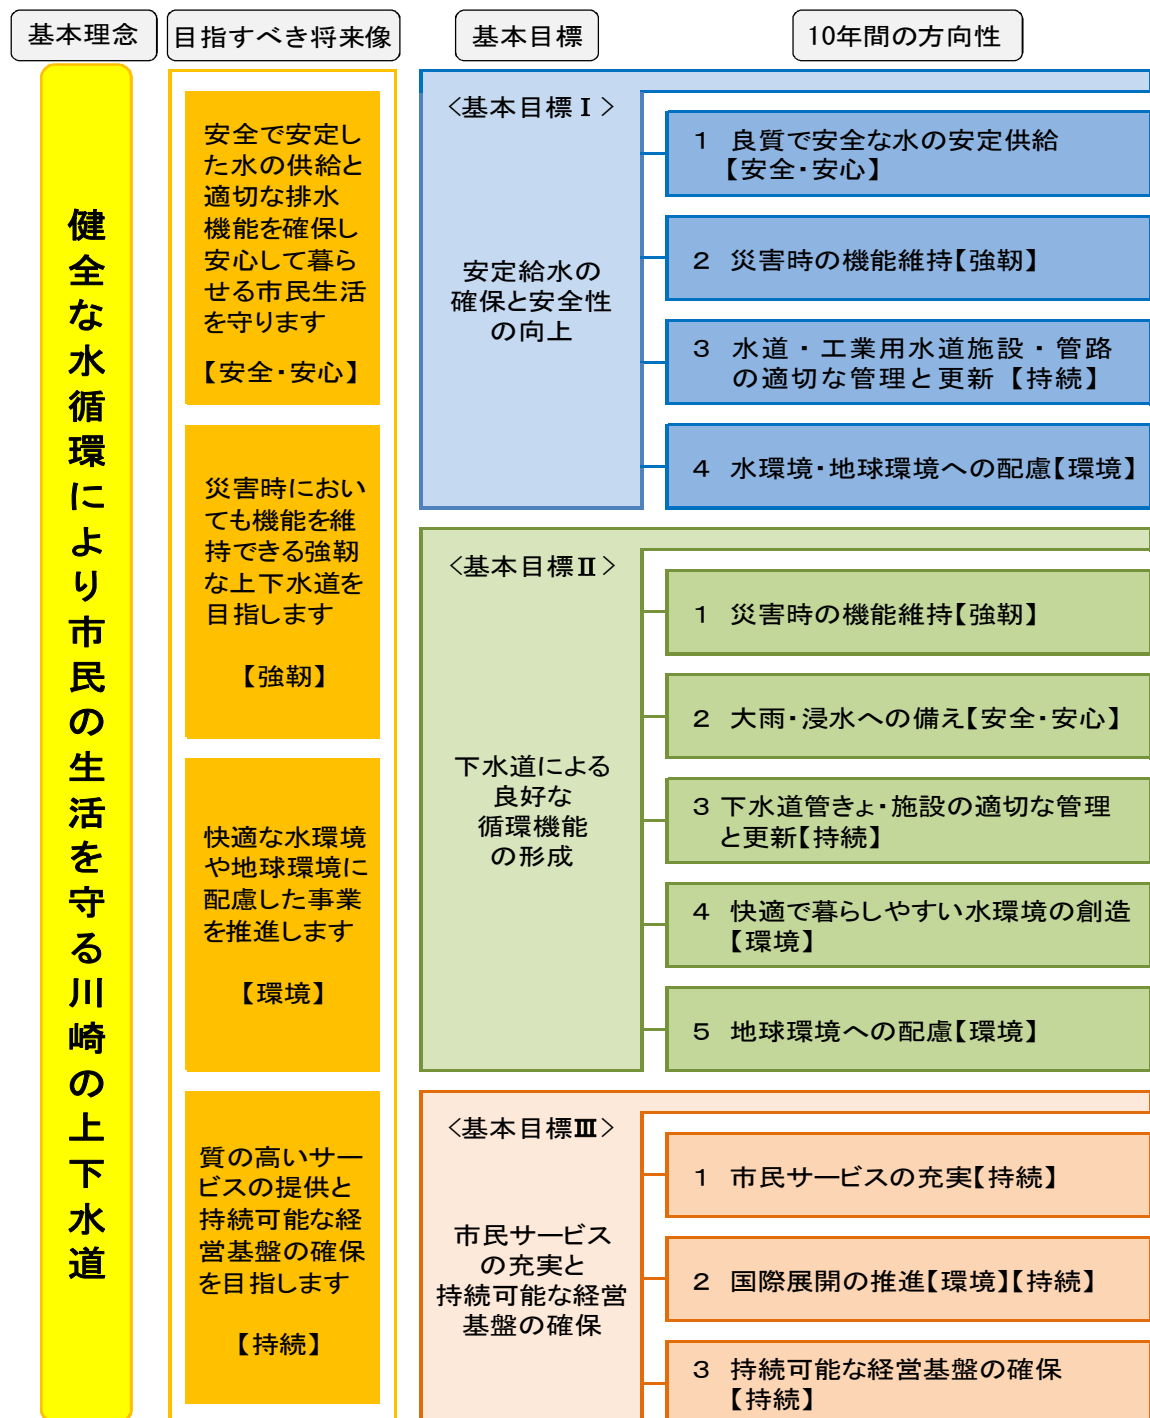 基本理念
目指すべき将来像
基本目標
10年間の方向性
健全な水循環により市民の生活を守る川崎の上下水道
安全で安定し
た水の供給と
適切な排水
機能を確保し
安心して暮ら
せる市民生活
を守ります
【安全・安心】
災害時におい
ても機能を維
持できる強靭
な上下水道を
目指します
【強靭】
快適な水環境
や地球環境に
配慮した事業
を推進します
【環境】
質の高いサー
ビスの提供と
持続可能な経
営基盤の確保
を目指します
【持続】
<基本目標Ⅰ>
安定給水の
確保と安全性
の向上
1 良質で安全な水の安定供給
【安全・安心】
2 災害時の機能維持【強靭】
3 水道・工業用水道施設・管路
の適切な管理と更新【持続】
4 水環境・地球環境への配慮【環境】
<基本目標Ⅱ>
下水道による
良好な
循環機能
の形成
1 災害時の機能維持【強靭】
2 大雨・浸水への備え【安全・安心】
3 下水道管きょ・施設の適切な管理
と更新【持続】
4 快適で暮らしやすい水環境の創造
【環境】
5 地球環境への配慮【環境】
<基本目標Ⅲ>
市民サービス
の充実と
持続可能な経営
基盤の確保
1 市民サービスの充実【持続】
2 国際展開の推進【環境】【持続】
3 持続可能な経営基盤の確保
【持続】